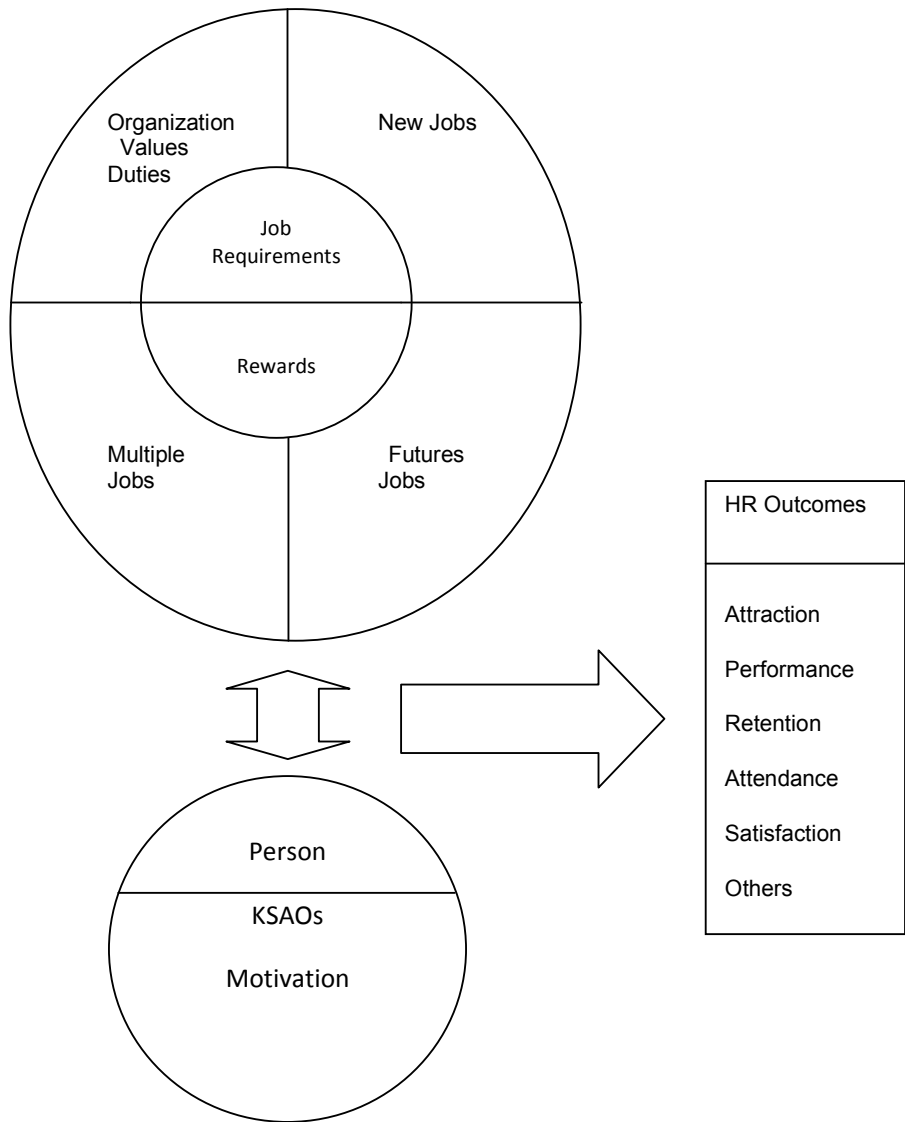 Organization
Values
Duties
New Jobs
Job
Requirements
Rewards
Multiple
Jobs
Futures
Jobs
HR Outcomes
Attraction
Performance
Retention
Attendance
Satisfaction
Others
Person
KSAOs
Motivation